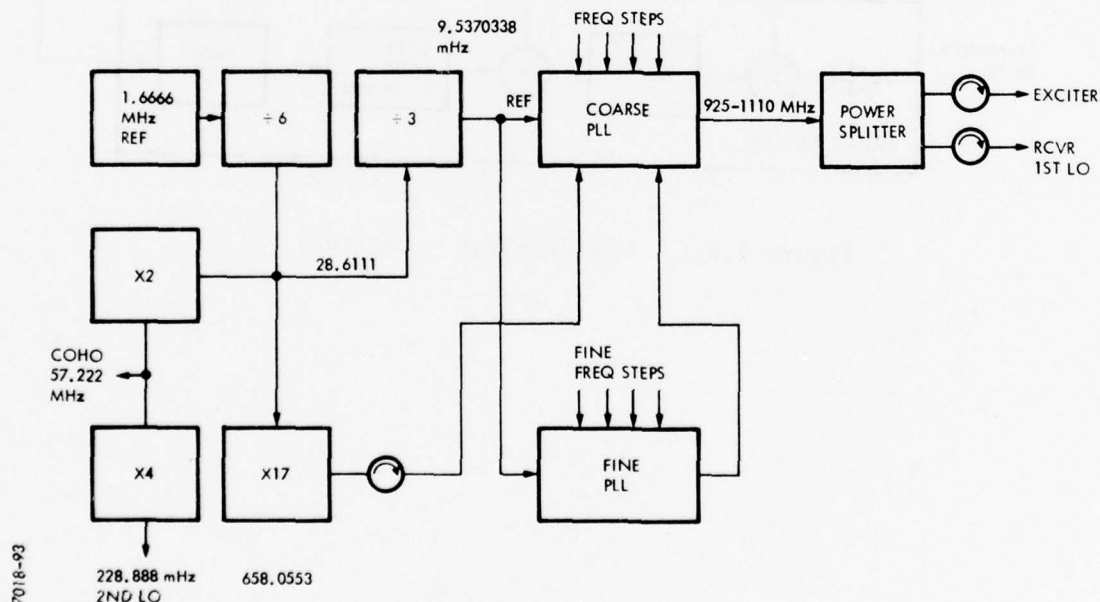 9.5370338
mHz
FREQ STEPS
1.6666
MHz
REF
÷ 6
÷ 3
REF
COARSE
PLL
925-1110 MHz
POWER
SPLITTER
EXCITER
RCVR
1ST LO
X2
28.6111
COHO
57.222
MHz
FINE
FREQ STEPS
X4
X17
FINE
PLL
228.888 mHz
2ND LO
658.0553
7018-93